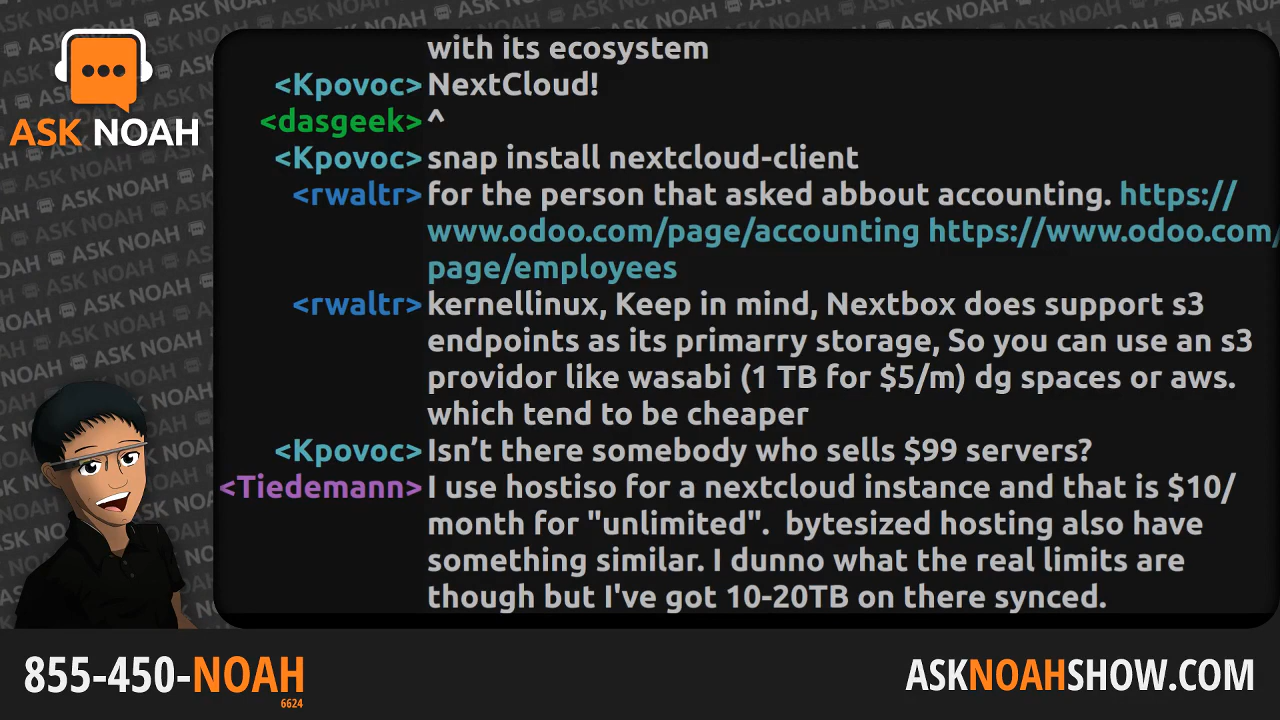 ASK NOAH
with its ecosystem
<Kpovoc> NextCloud!
<dasgeek> ^
<Kpovoc> snap install nextcloud-client
<rwaltr> for the person that asked abbout accounting. https://
www.odoo.com/page/accounting https://www.odoo.com/
page/employees
<rwaltr> kernellinux, Keep in mind, Nextbox does support s3
endpoints as its primarry storage, So you can use an s3
providor like wasabi (1 TB for $5/m) dg spaces or aws.
which tend to be cheaper
<Kpovoc> Isn’t there somebody who sells $99 servers?
<Tiedemann> I use hostiso for a nextcloud instance and that is $10/
month for "unlimited".  bytesized hosting also have
something similar. I dunno what the real limits are
though but I've got 10-20TB on there synced.
855-450-NOAH
6624
ASKNOAHSHOW.COM